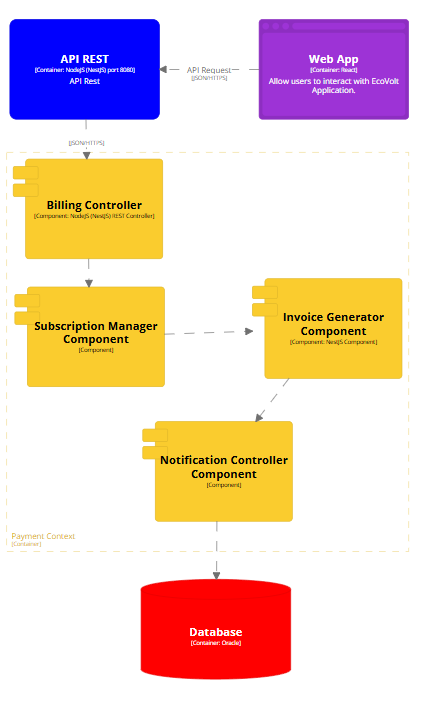 API REST
[Container: NodeJS (NestJS) port 8080]
API Rest
API Request
[JSON/HTTPS]
Web App
[Container: React]
Allow users to interact with EcoVolt
Application.
[JSON/HTTPS]
Billing Controller
[Component: NodeJS (NestJS) REST Controller]
Subscription Manager
Component
[Component]
Invoice Generator
Component
[Component: NestJS Component]
Notification Controller
Component
[Component]
Payment Context
[Container]
Database
[Container: Oracle]